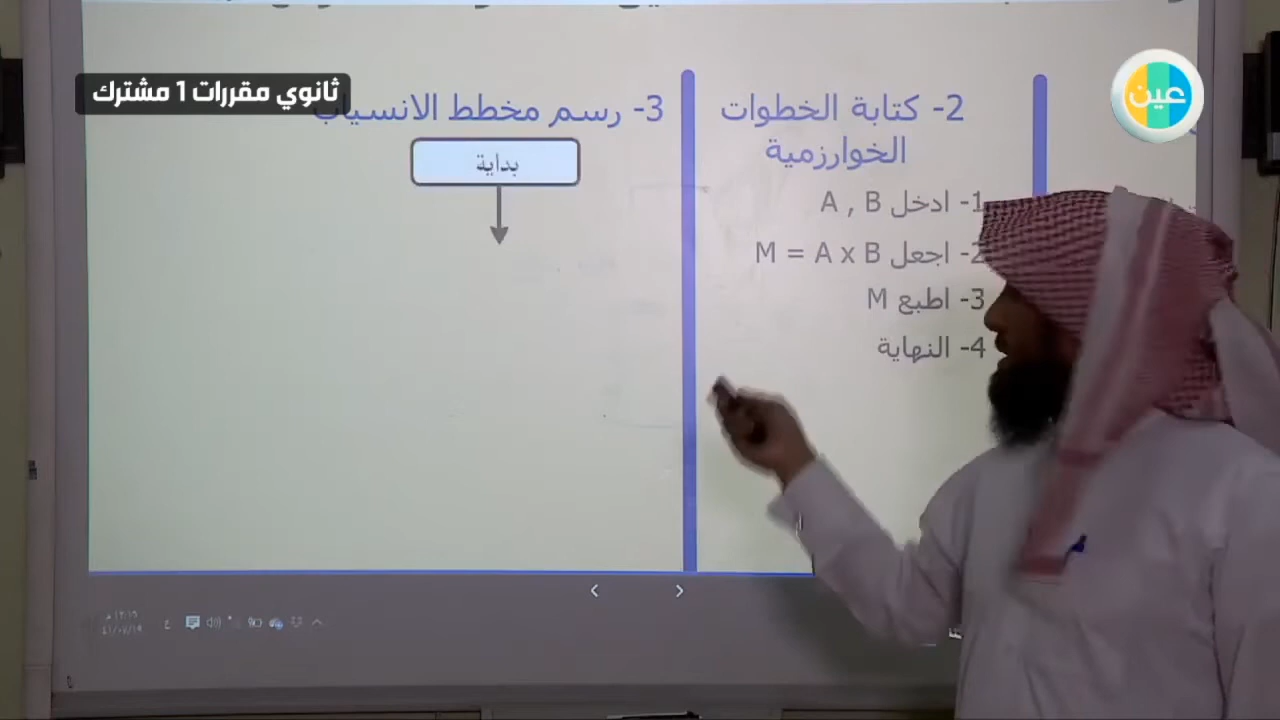 ثانوي مقررات 1 مشترك
عين
2- كتابة الخطوات
الخوارزمية
1- ادخل A , B
2- اجعل M = A x B
3- اطبع M
4- النهاية
3- رسم مخطط الانسياب
بداية